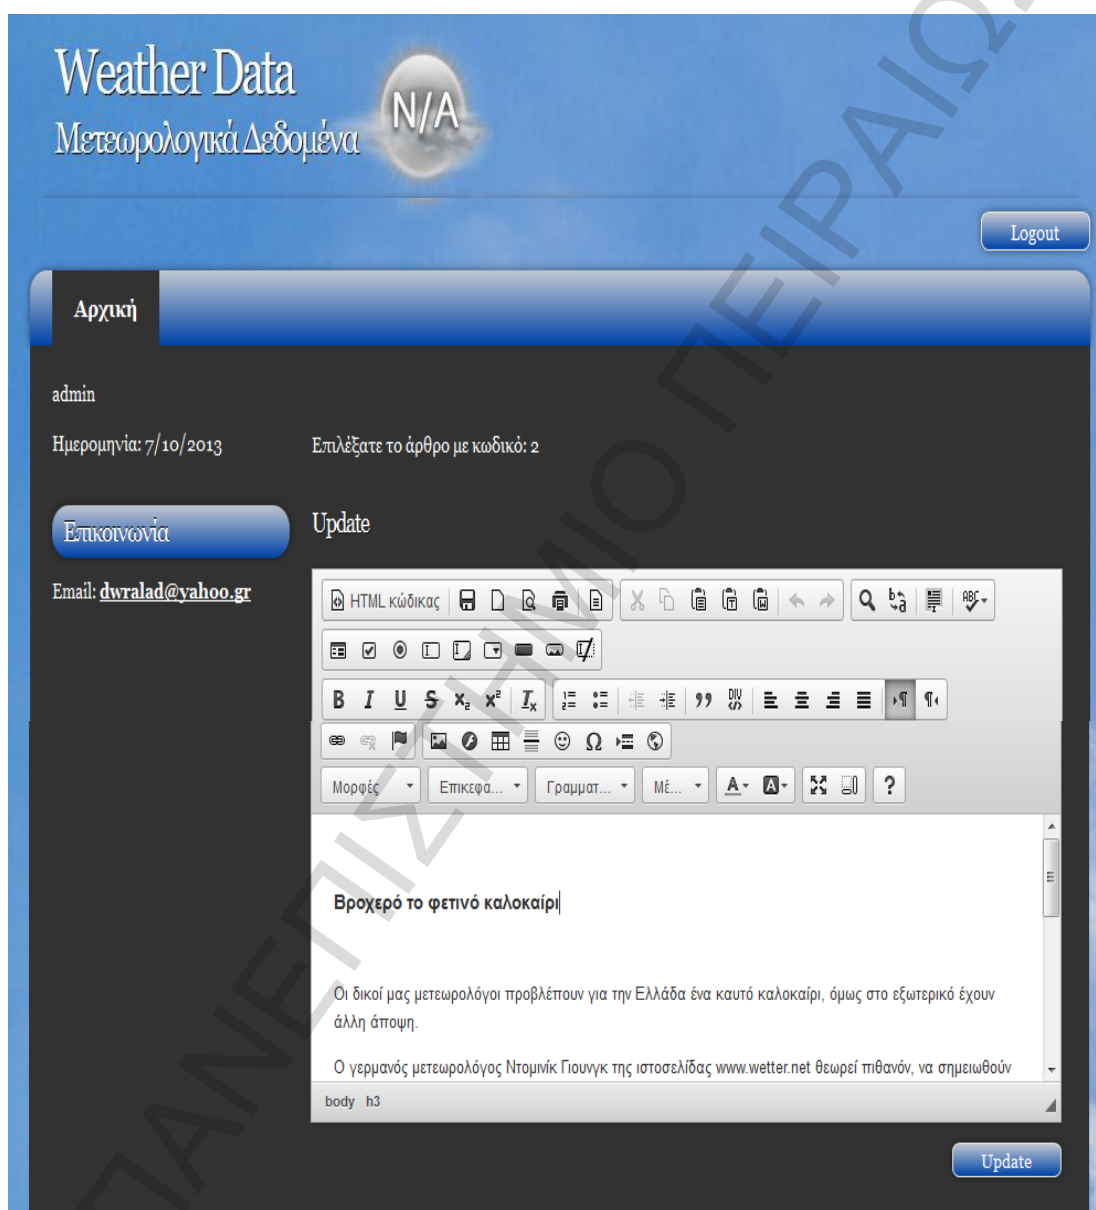 Weather Data
Μετεωρολογικά Δεδομένα
N/A
Logout
Αρχική
admin
Ημερομηνία: 7/10/2013
Επιλέξατε το άρθρο με κωδικό: 2
Επικοινωνία
Update
Email: dwralad@yahoo.gr
HTML κώδικας
Μορφές
Επικεφα...
Γραμματ...
Μέ...
Βροχερό το φετινό καλοκαίρι
Οι δικοί μας μετεωρολόγοι προβλέπουν για την Ελλάδα ένα καυτό καλοκαίρι, όμως στο εξωτερικό έχουν
άλλη άποψη.
Ο γερμανός μετεωρολόγος Ντομινίκ Γιουνγκ της ιστοσελίδας www.wetter.net θεωρεί πιθανόν, να σημειωθούν
body h3
Update
ΠΑΝΕΠΙΣΤΗΜΙΟ ΠΕΙΡΑΙΩΣ